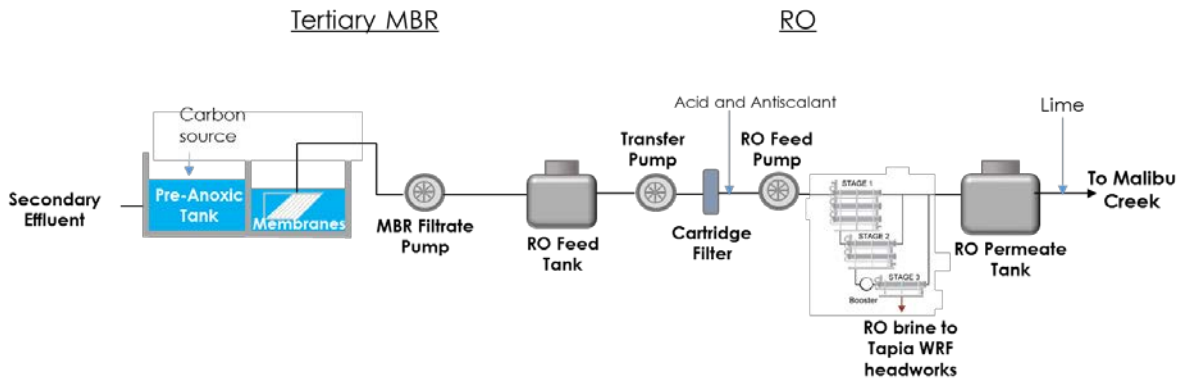 Tertiary MBR
RO
Carbon
source
Secondary
Effluent
Pre-Anoxic
Tank
Membranes
MBR Filtrate
Pump
RO Feed
Tank
Transfer
Pump
Cartridge
Filter
Acid and Antiscalant
RO Feed
Pump
STAGE 1
STAGE 2
STAGE 3
Booster
RO brine to
Tapia WRF
headworks
RO Permeate
Tank
Lime
To Malibu
Creek